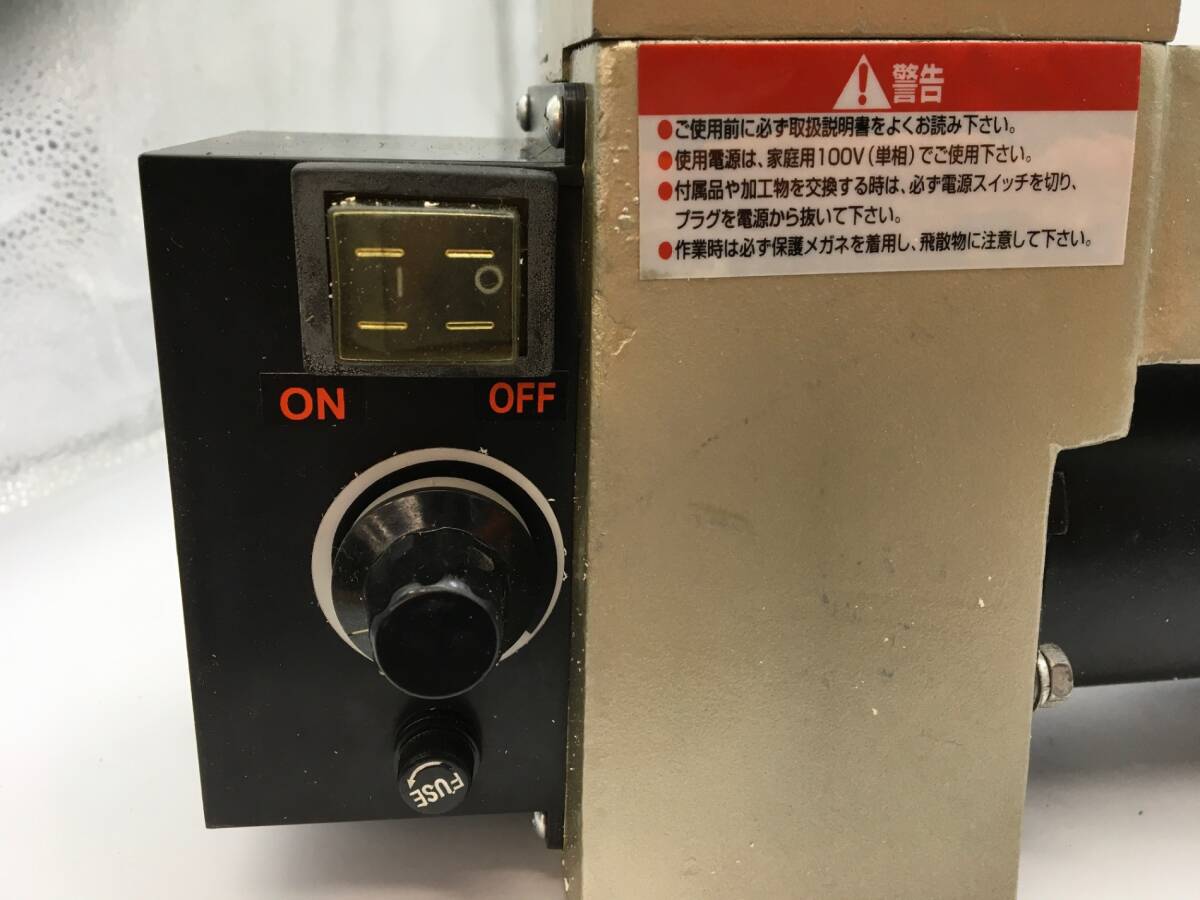 警告
●ご使用前に必ず取扱説明書をよくお読み下さい。
●使用電源は、家庭用100V(単相)でご使用下さい。
●付属品や加工物を交換する時は、必ず電源スイッチを切り、
プラグを電源から抜いて下さい。
●作業時は必ず保護メガネを着用し、飛散物に注意して下さい。
I O
ON OFF
FUSE